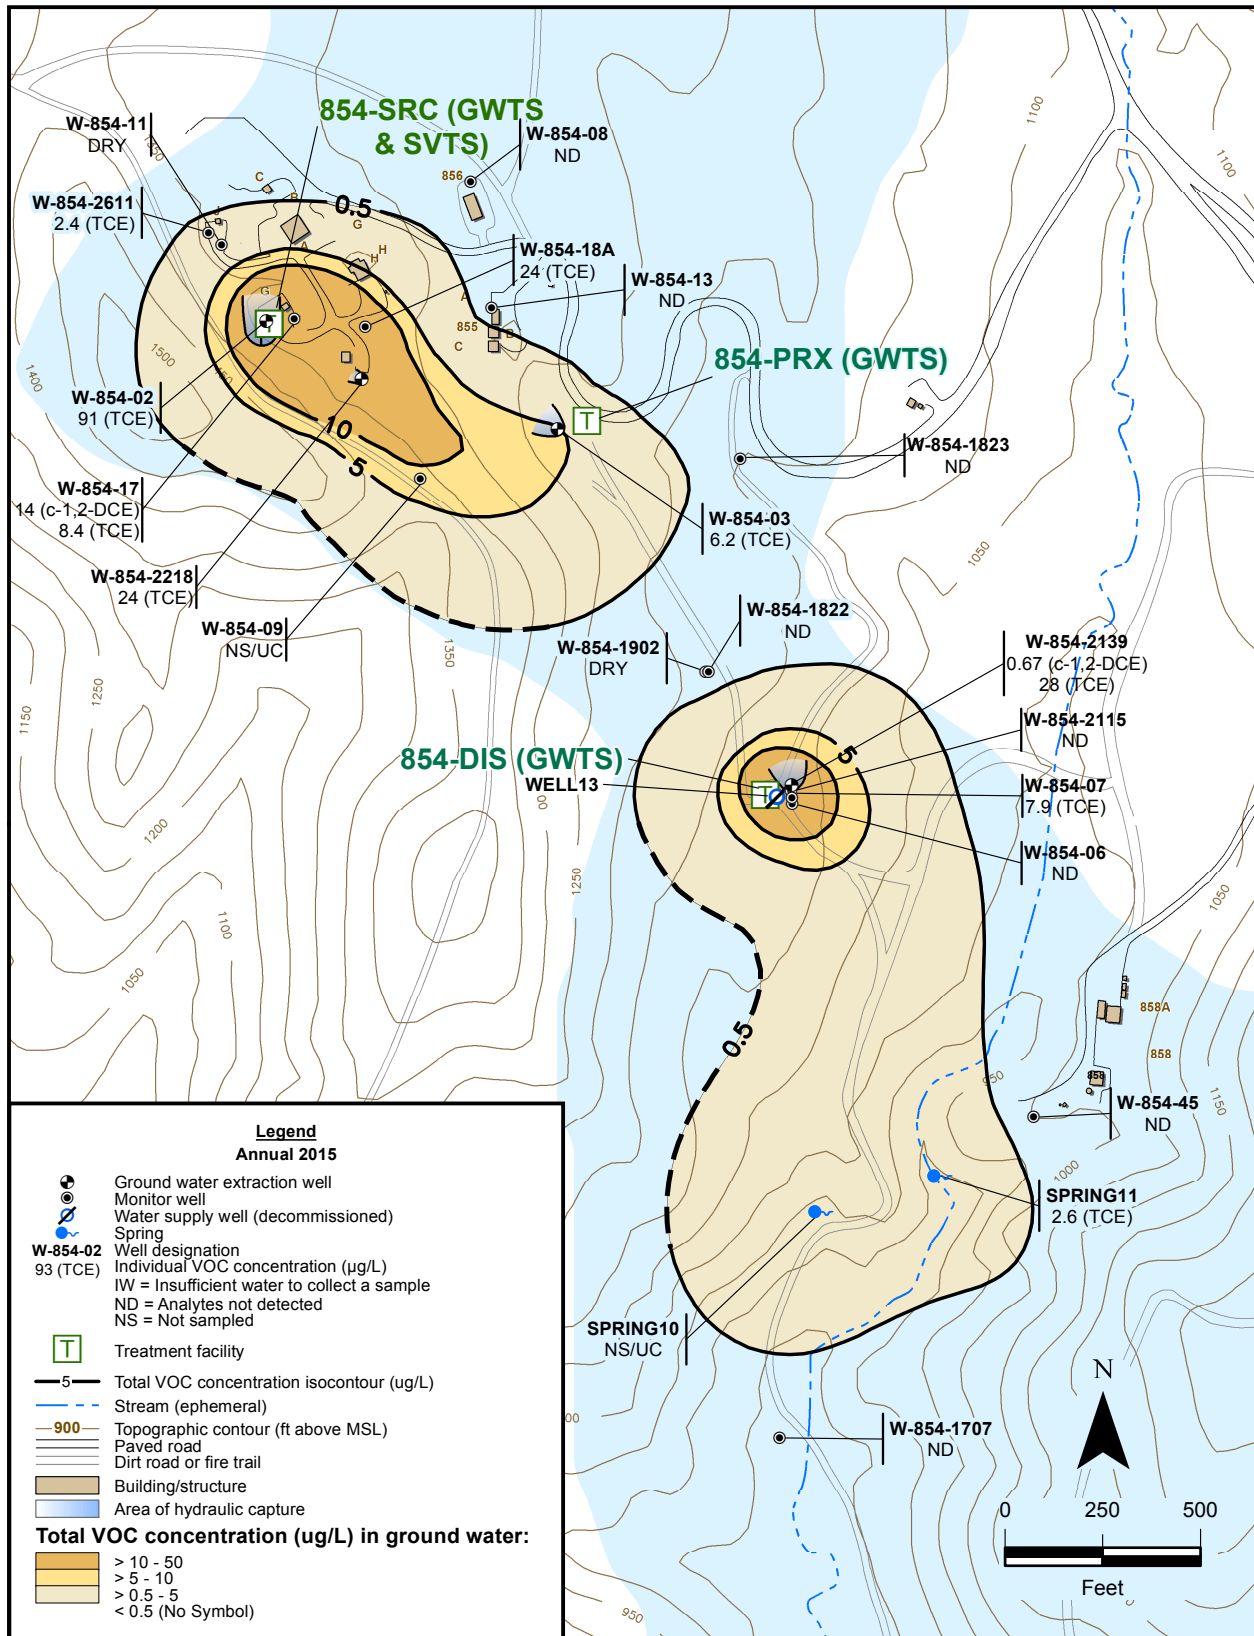 1100
1100
854-SRC (GWTS
& SVTS)
W-854-11
DRY
W-854-08
ND
1350
856
C
B
W-854-2611
2.4 (TCE)
0.5
G
H
H
A
W-854-18A
24 (TCE)
W-854-13
ND
G
T
A
855
B
C
1500
1400
854-PRX (GWTS)
T
W-854-02
91 (TCE)
10
5
W-854-1823
ND
W-854-17
14 (c-1,2-DCE)
8.4 (TCE)
W-854-03
6.2 (TCE)
1050
W-854-2218
24 (TCE)
W-854-09
NS/UC
1350
W-854-1822
ND
W-854-1902
DRY
W-854-2139
0.67 (c-1,2-DCE)
28 (TCE)
1250
1150
W-854-2115
ND
5
854-DIS (GWTS)
WELL13
T
W-854-07
7.9 (TCE)
1200
W-854-06
ND
1250
1050
1100
1050
0.5
858A
858
858
950
W-854-45
ND
1150
1000
SPRING11
2.6 (TCE)
SPRING10
NS/UC
W-854-1707
ND
950
N
0 250 500
Feet
Legend
Annual 2015
Ground water extraction well
Monitor well
Water supply well (decommissioned)
Spring
W-854-02 Well designation
93 (TCE) Individual VOC concentration (µg/L)
IW = Insufficient water to collect a sample
ND = Analytes not detected
NS = Not sampled
T Treatment facility
5 Total VOC concentration isocontour (ug/L)
Stream (ephemeral)
900 Topographic contour (ft above MSL)
Paved road
Dirt road or fire trail
Building/structure
Area of hydraulic capture
Total VOC concentration (ug/L) in ground water:
> 10 - 50
> 5 - 10
> 0.5 - 5
< 0.5 (No Symbol)